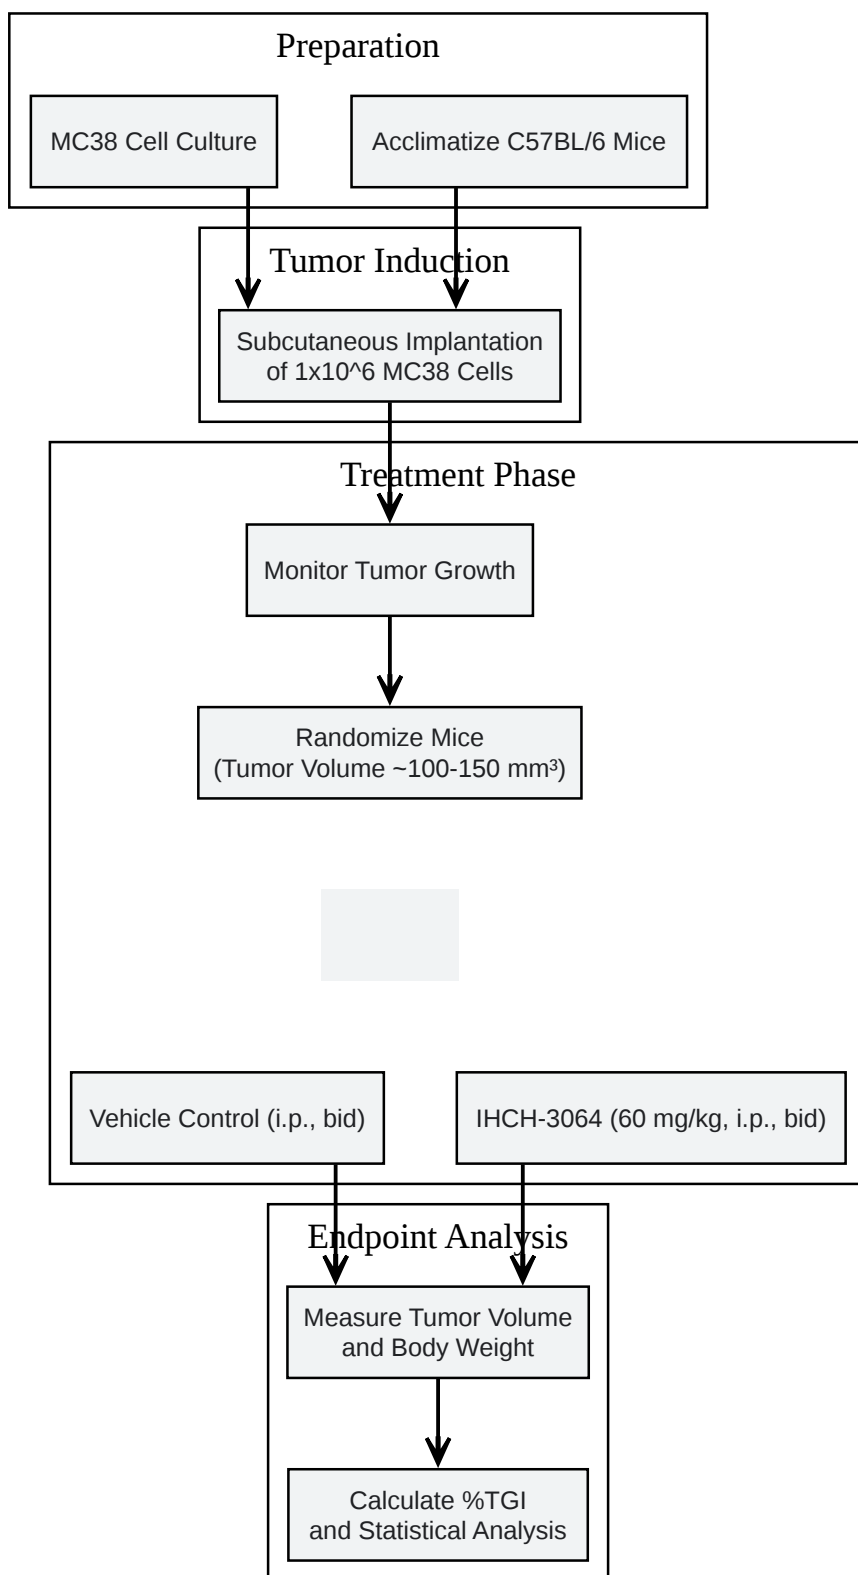 Preparation
MC38 Cell Culture
Acclimatize C57BL/6 Mice
Tumor Induction
Subcutaneous Implantation
of 1x10^6 MC38 Cells
Treatment Phase
Monitor Tumor Growth
Randomize Mice
(Tumor Volume ~100-150 mm³)
Vehicle Control (i.p., bid)
IHCH-3064 (60 mg/kg, i.p., bid)
Endpoint Analysis
Measure Tumor Volume
and Body Weight
Calculate %TGI
and Statistical Analysis